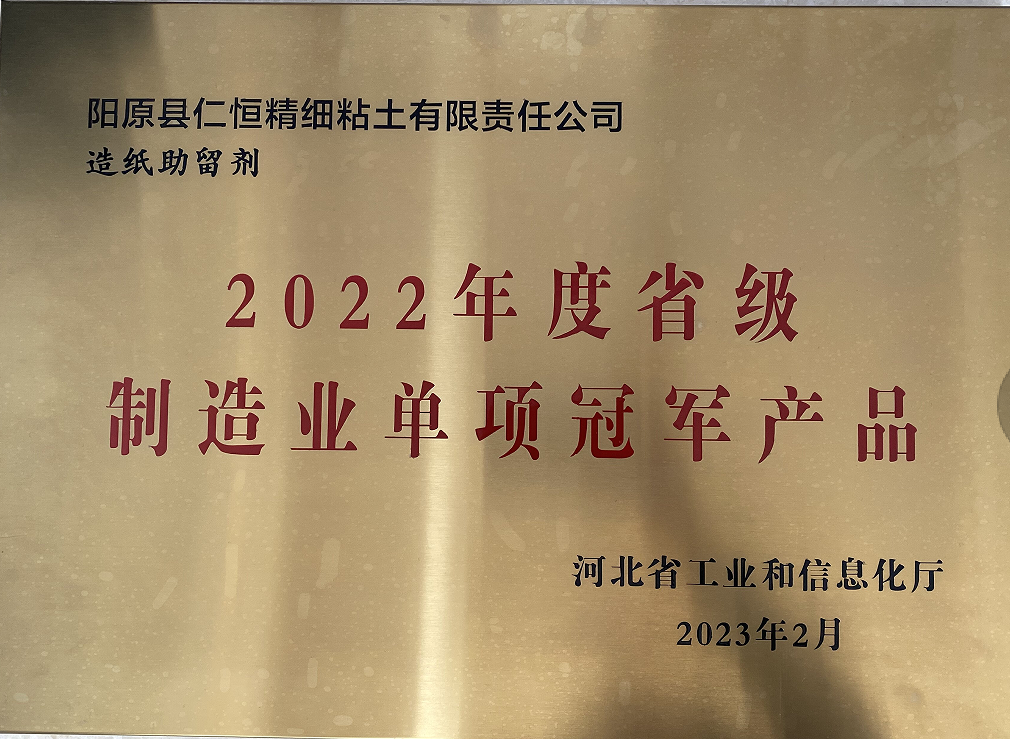 阳原县仁恒精细粘土有限责任公司
造纸助留剂
2022年度省级
制造业单项冠军产品
河北省工业和信息化厅
2023年2月